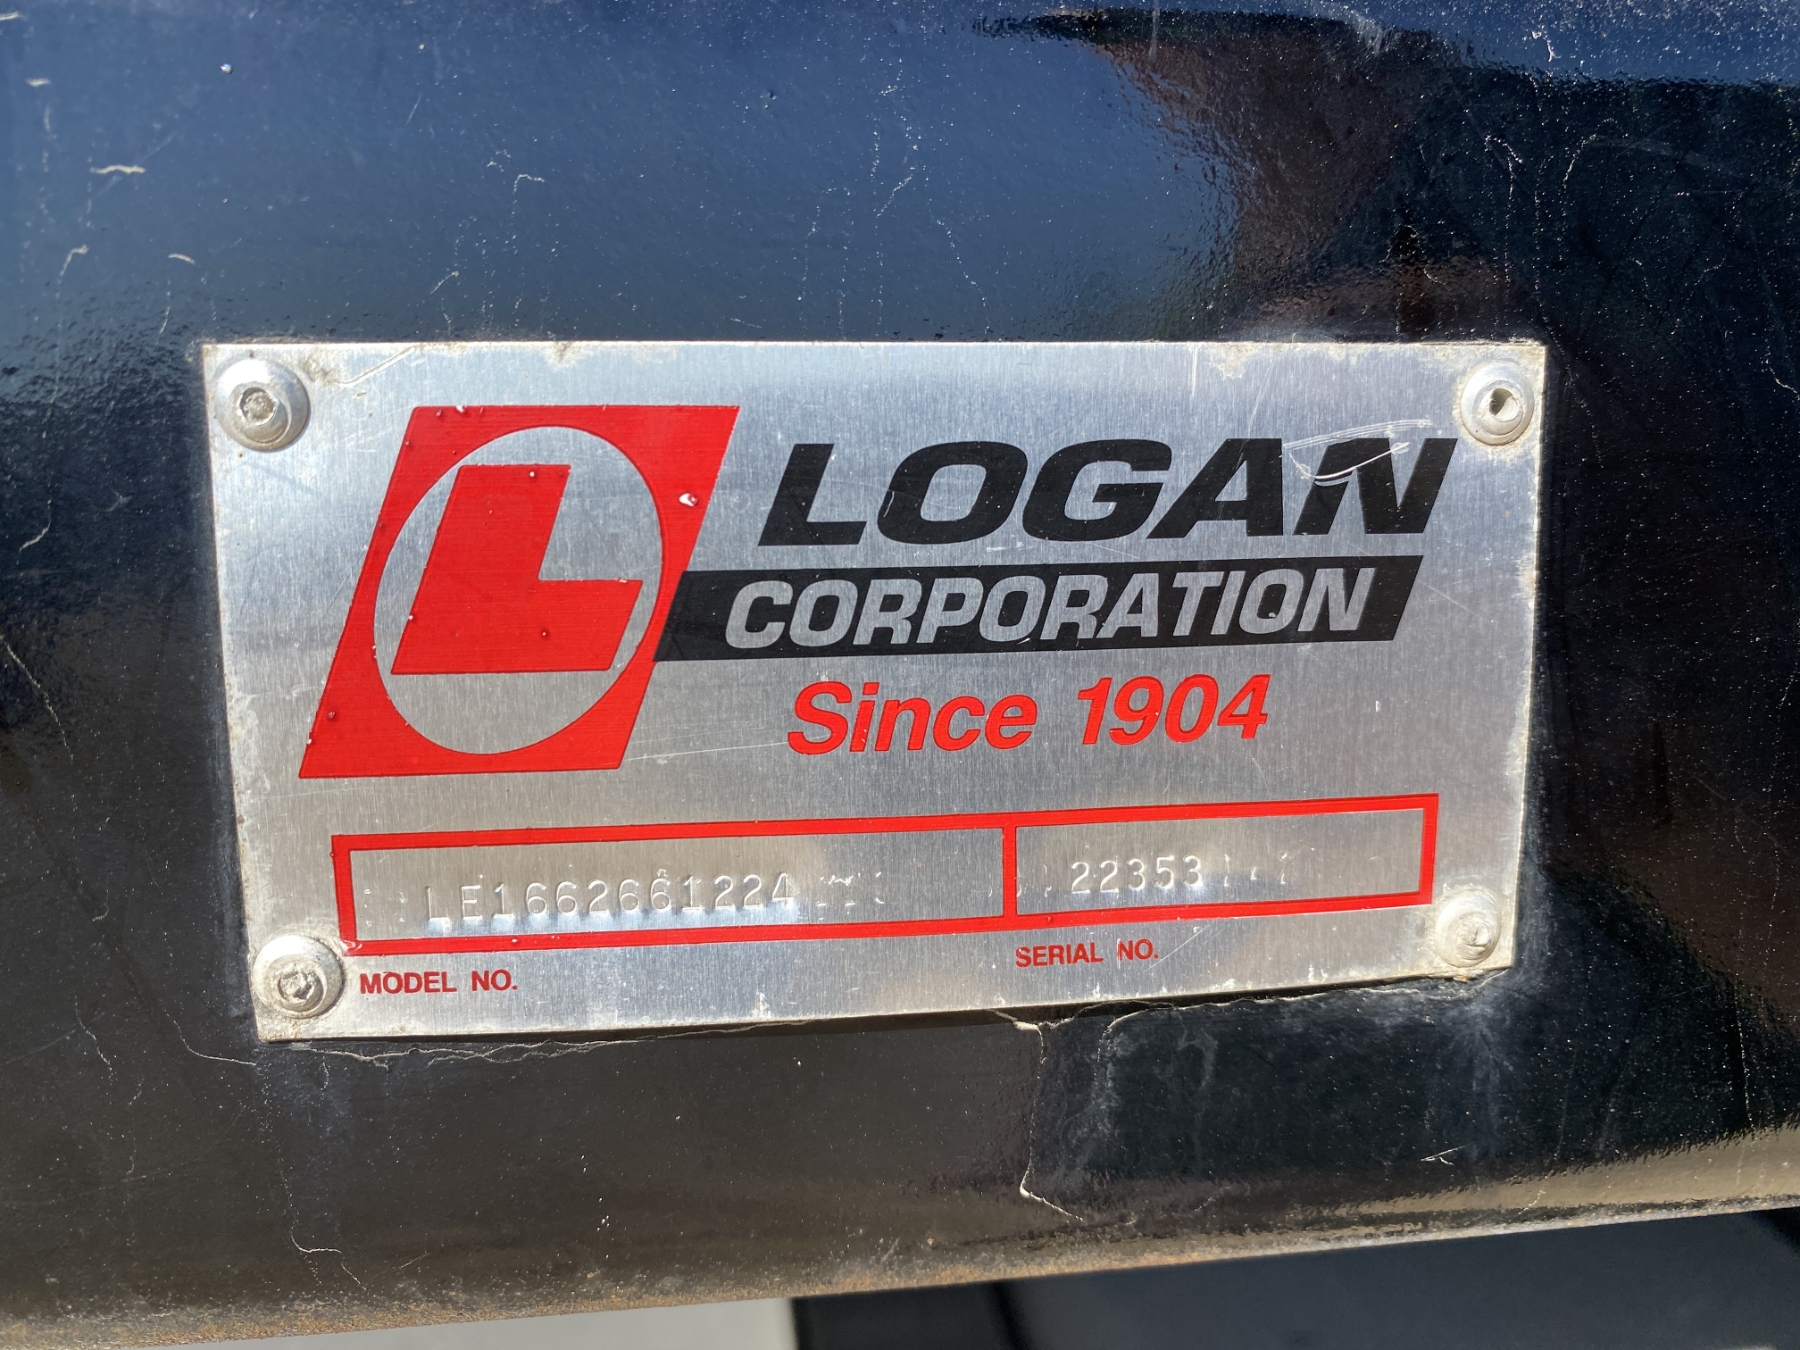 L
LOGAN
CORPORATION
Since 1904
LE1662661224
22353
MODEL NO.
SERIAL NO.